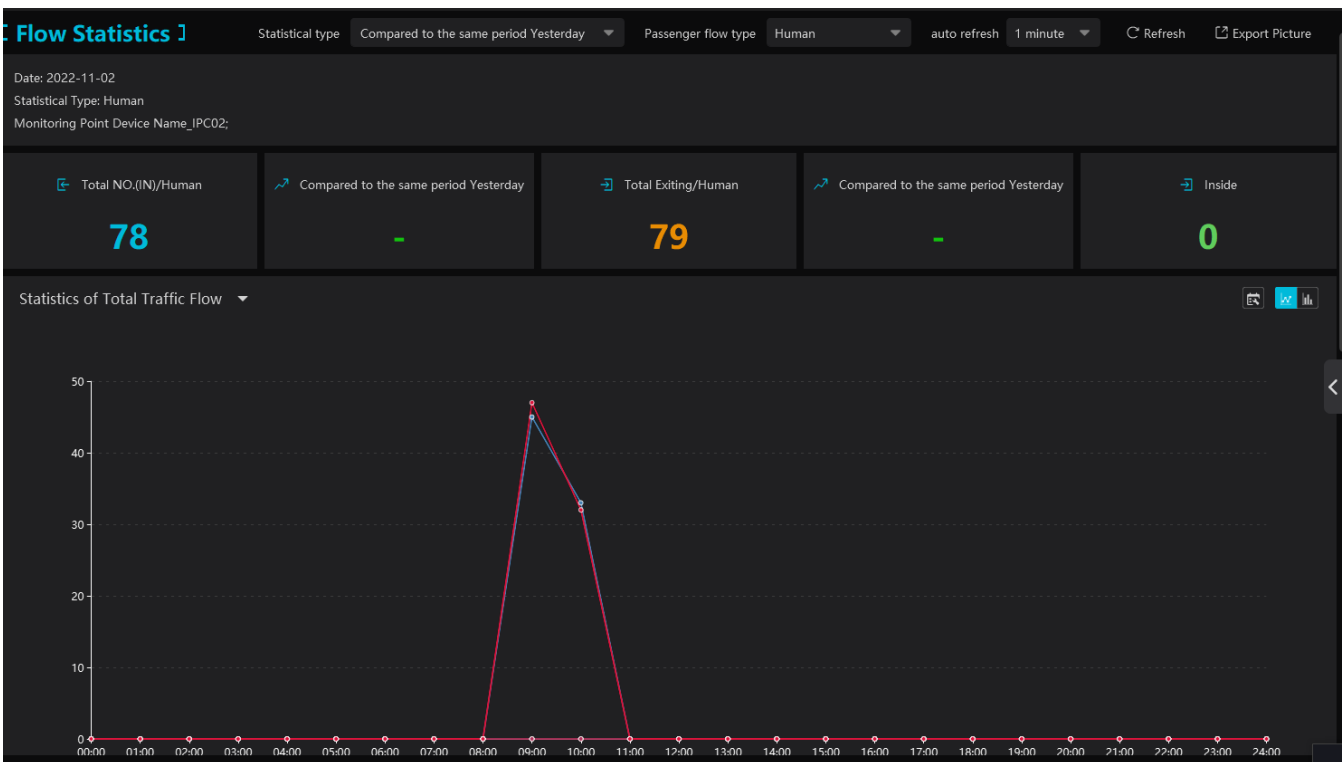 [ Flow Statistics ] Statistical type Compared to the same period Yesterday Passenger flow type Human auto refresh 1 minute Refresh Export Picture
Date: 2022-11-02
Statistical Type: Human
Monitoring Point Device Name_IPC02;
Total NO.(IN)/Human Compared to the same period Yesterday Total Exiting/Human Compared to the same period Yesterday Inside
78 - 79 - 0
Statistics of Total Traffic Flow
50
40
30
20
10
0
00:00 01:00 02:00 03:00 04:00 05:00 06:00 07:00 08:00 09:00 10:00 11:00 12:00 13:00 14:00 15:00 16:00 17:00 18:00 19:00 20:00 21:00 22:00 23:00 24:00